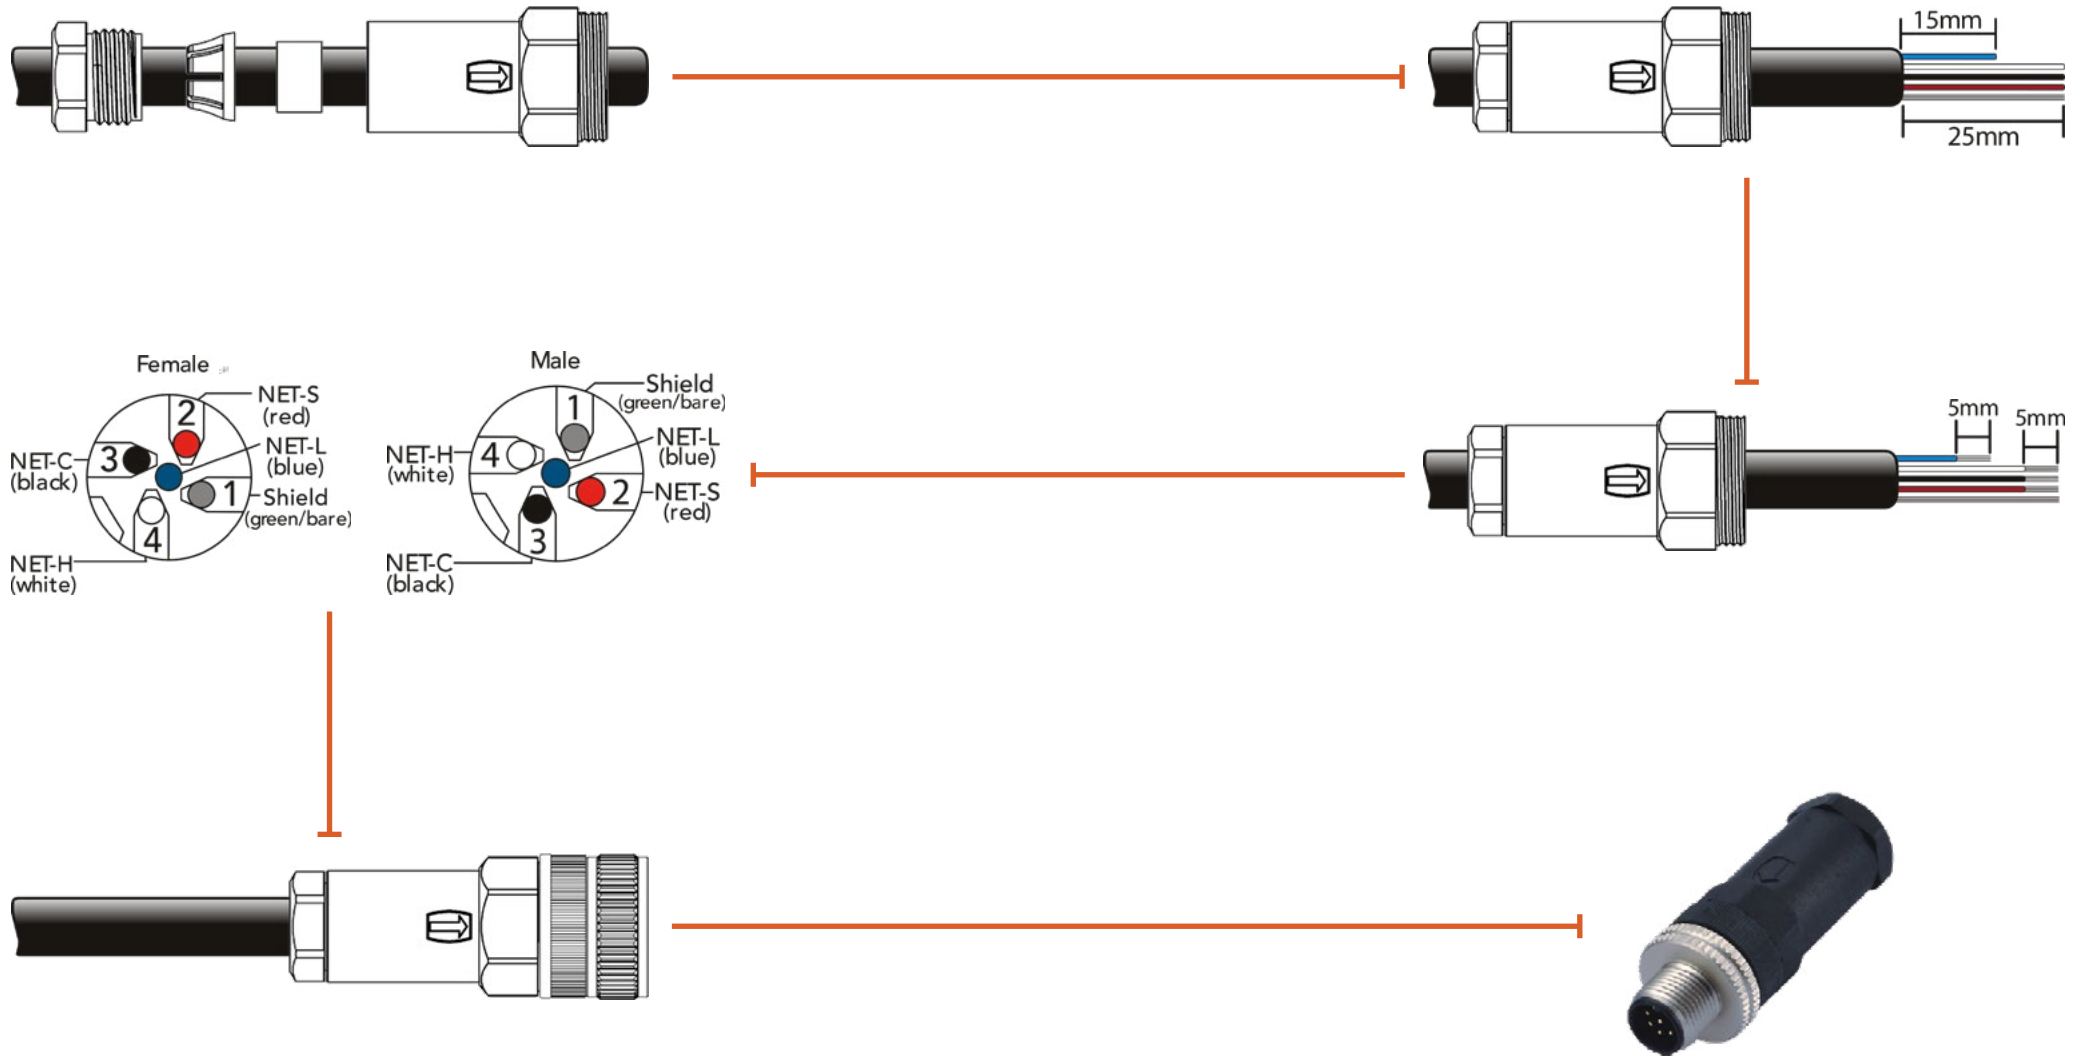 15mm
25mm
Female
2
NET-S
(red)
NET-L
(blue)
NET-C
(black)
3
1
Shield
(green/bare)
4
NET-H
(white)
Male
Shield
(green/bare)
1
NET-L
(blue)
NET-H
(white)
4
2
NET-S
(red)
3
NET-C
(black)
5mm
5mm